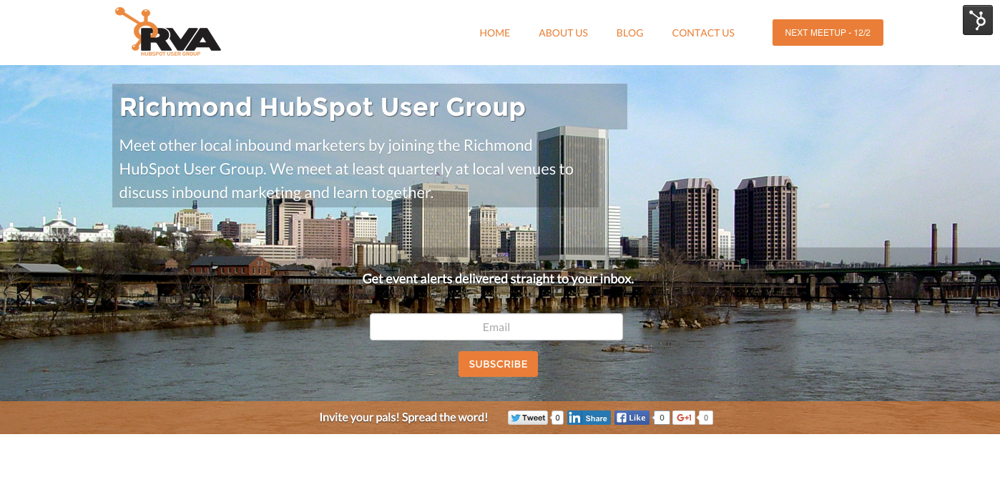 RVA
HUBSPOT USER GROUP
HOME ABOUT US BLOG CONTACT US NEXT MEETUP - 12/2
Richmond HubSpot User Group
Meet other local inbound marketers by joining the Richmond
HubSpot User Group. We meet at least quarterly at local venues to
discuss inbound marketing and learn together.
Get event alerts delivered straight to your inbox.
Email
SUBSCRIBE
Invite your pals! Spread the word! Tweet 0 in Share Like 0 G+1 0